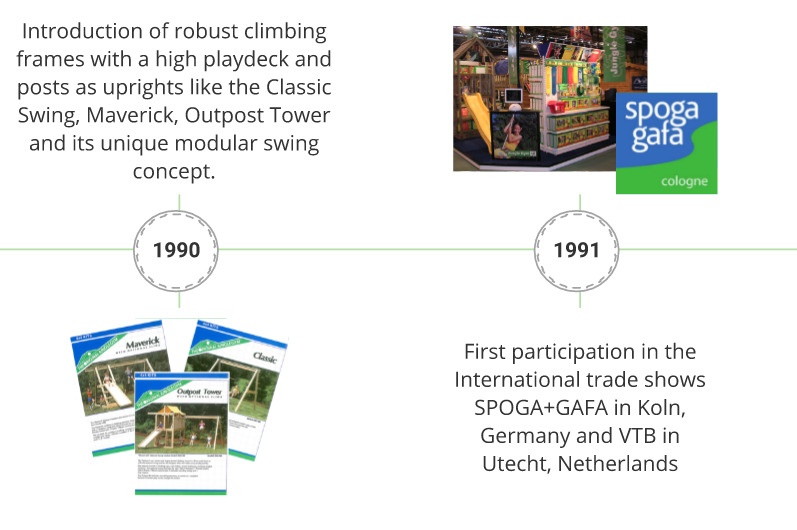 Introduction of robust climbing
frames with a high playdeck and
posts as uprights like the Classic
Swing, Maverick, Outpost Tower
and its unique modular swing
concept.
Jungle Gy
spoga
gafa
cologne
1990
1991
Maverick
Classic
Outpost Tower
First participation in the
International trade shows
SPOGA+GAFA in Koln,
Germany and VTB in
Utecht, Netherlands